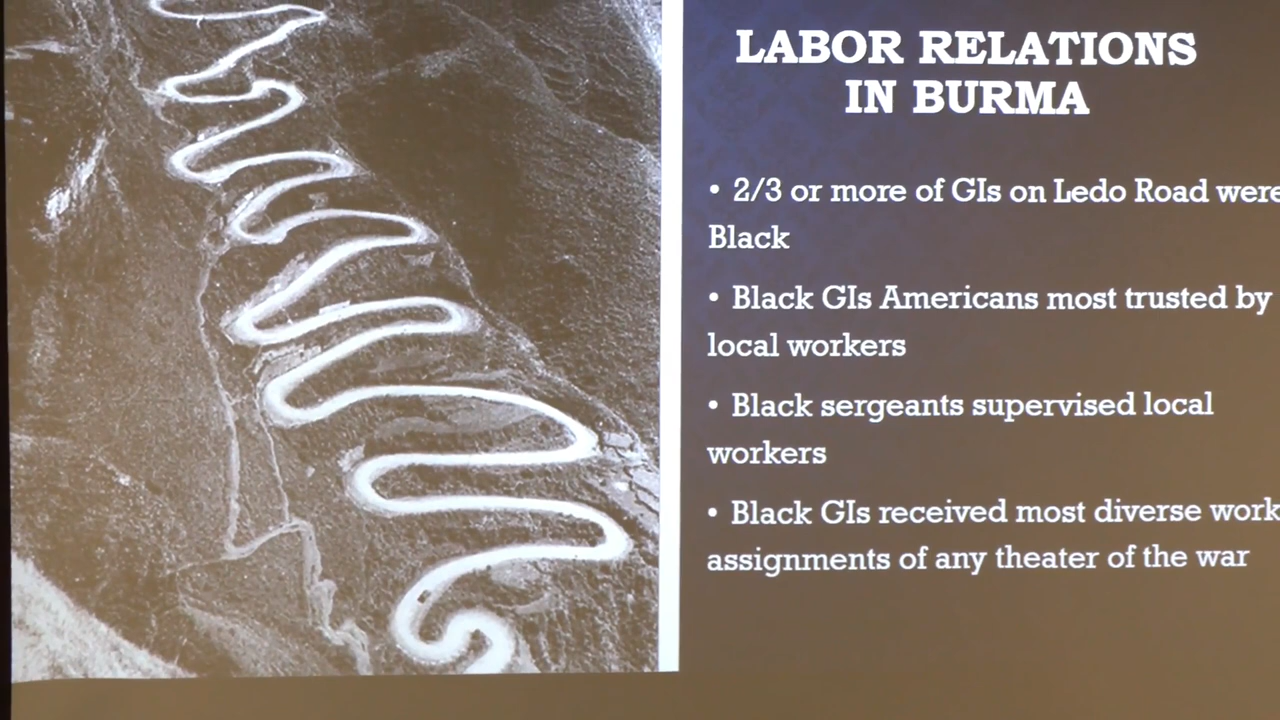 LABOR RELATIONS
IN BURMA
• 2/3 or more of GIs on Ledo Road were
Black
• Black GIs Americans most trusted by
local workers
• Black sergeants supervised local
workers
• Black GIs received most diverse work
assignments of any theater of the war